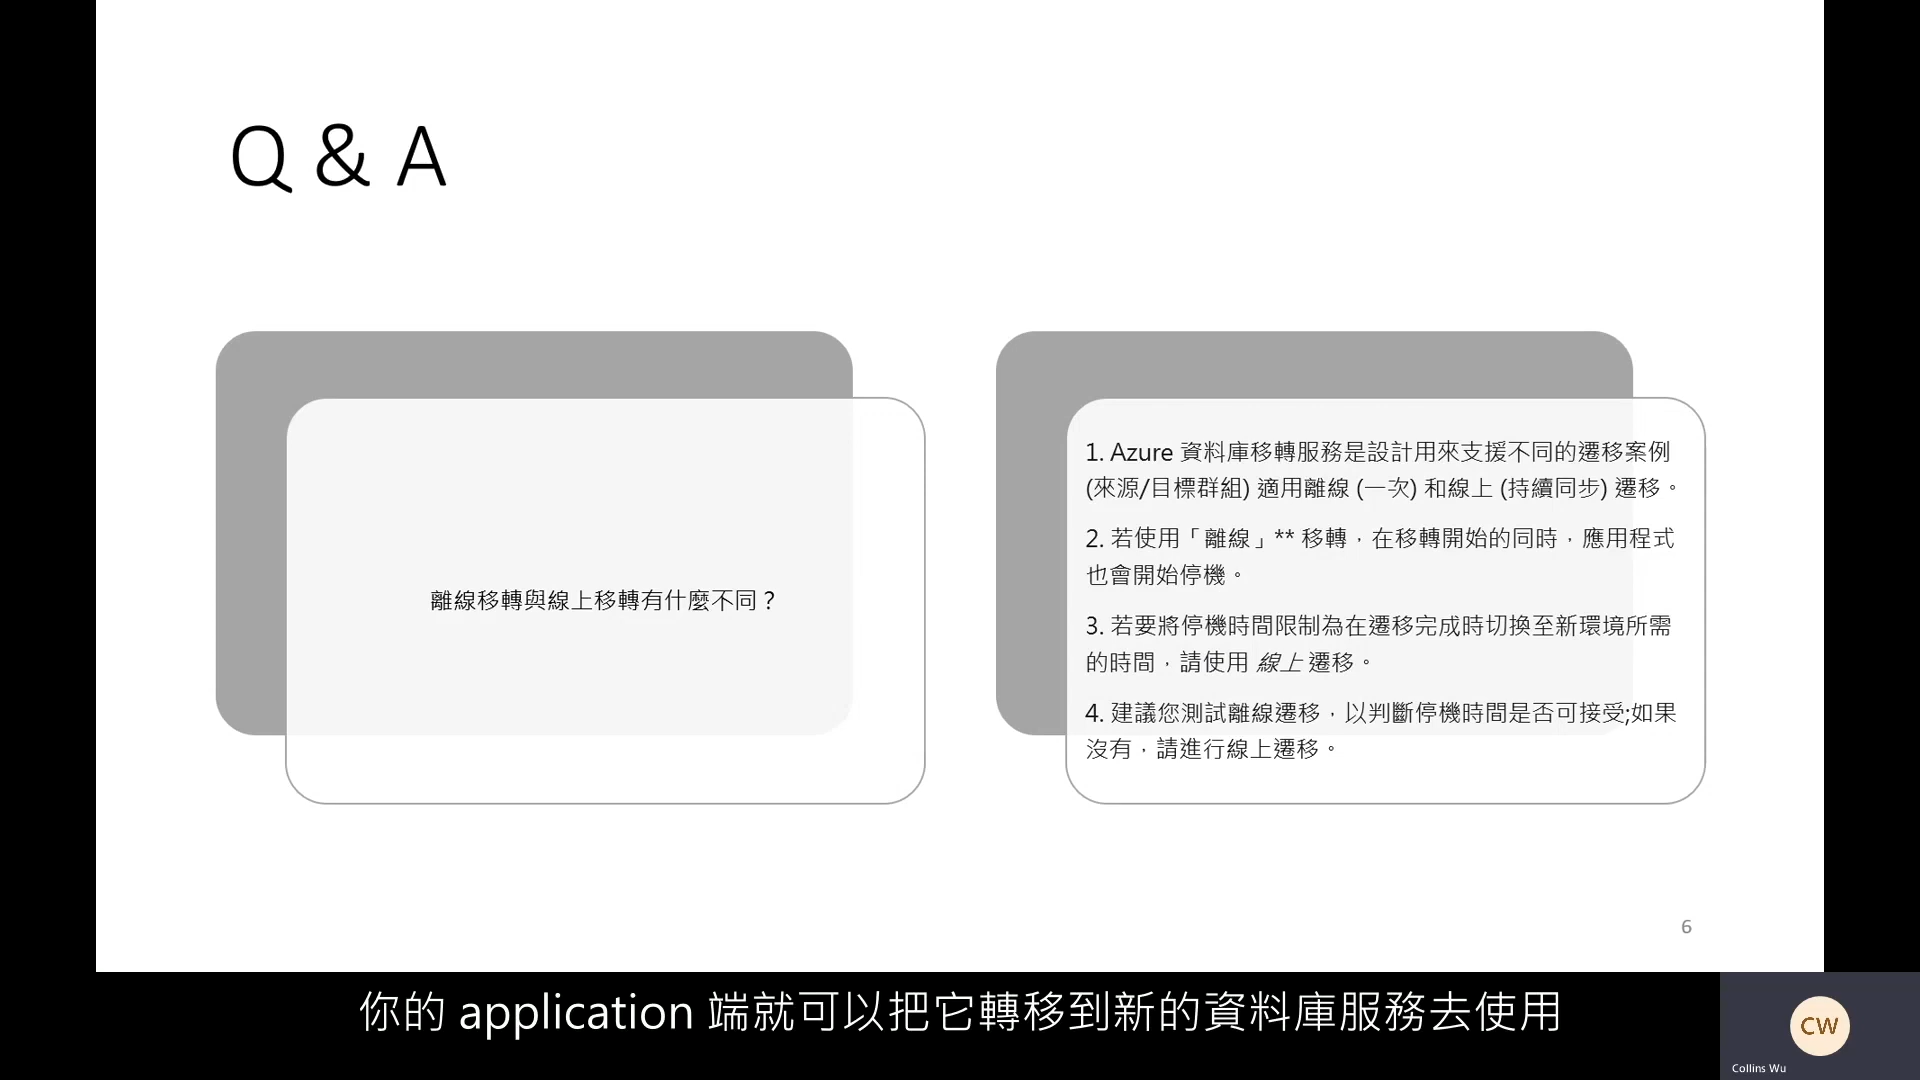 Q & A
離線移轉與線上移轉有什麼不同？
1. Azure 資料庫移轉服務是設計用來支援不同的遷移案例
(來源/目標群組) 適用離線 (一次) 和線上 (持續同步) 遷移。
2. 若使用「離線」** 移轉，在移轉開始的同時，應用程式
也會開始停機。
3. 若要將停機時間限制為在遷移完成時切換至新環境所需
的時間，請使用 線上 遷移。
4. 建議您測試離線遷移，以判斷停機時間是否可接受;如果
沒有，請進行線上遷移。
6
你的 application 端就可以把它轉移到新的資料庫服務去使用
CW
Collins Wu